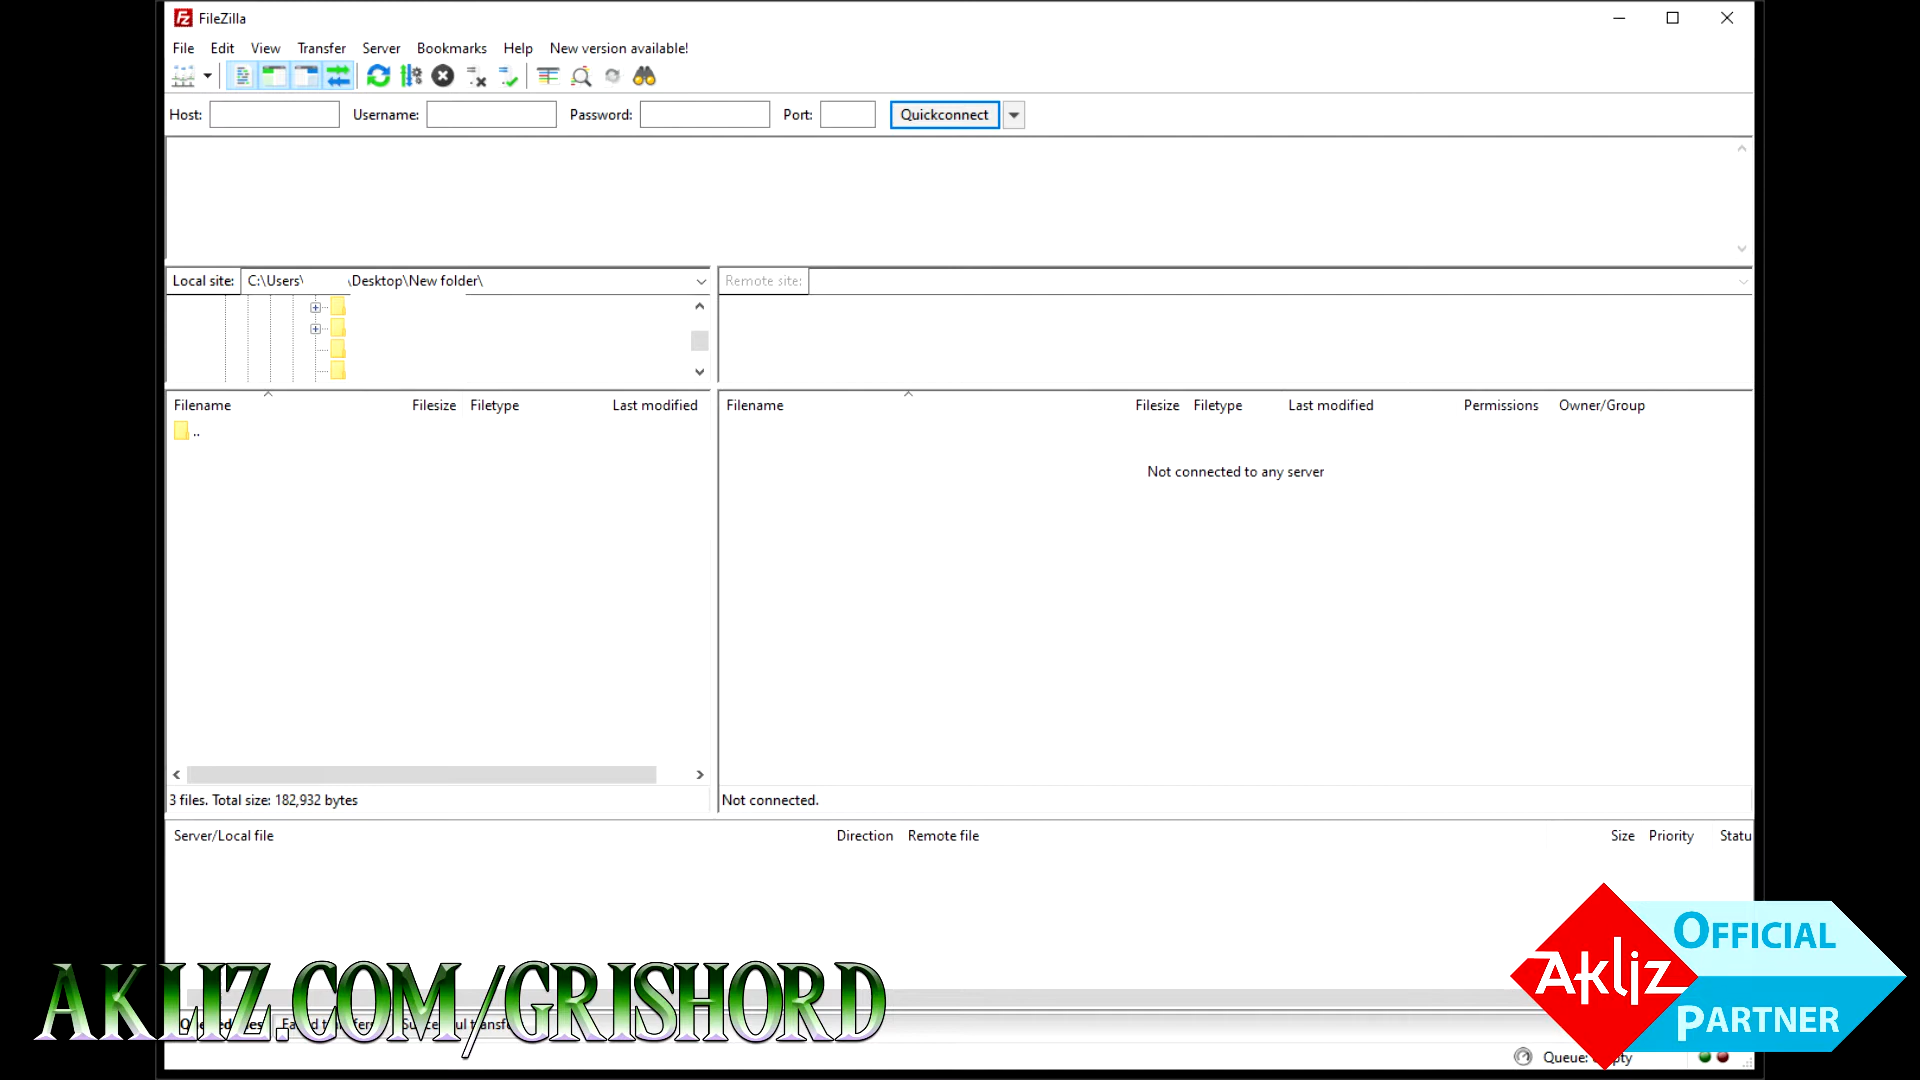 FileZilla
File Edit View Transfer Server Bookmarks Help New version available!
Host: Username: Password: Port: Quickconnect
Local site: C:\Users\ \Desktop\New folder\
Remote site:
Filename Filesize Filetype Last modified
..
3 files. Total size: 182,932 bytes
Filename Filesize Filetype Last modified Permissions Owner/Group
Not connected to any server
Not connected.
Server/Local file Direction Remote file Size Priority Statu
AKLIZ.COM/GRISHORD
Queue:
Akliz
OFFICIAL
PARTNER